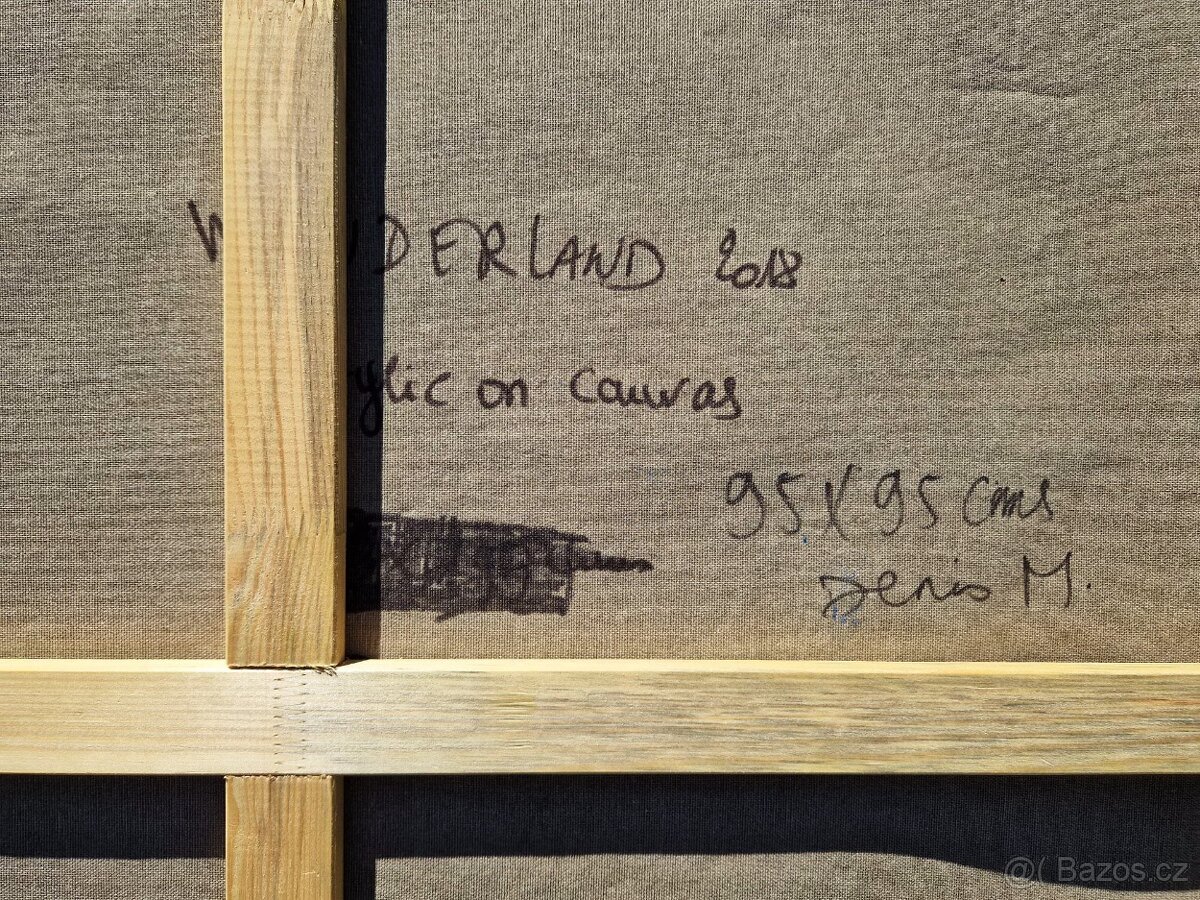 W DERLAND 2018
ylic on canvas
95 X 95 cms
Denis M.
@( Bazos.cz